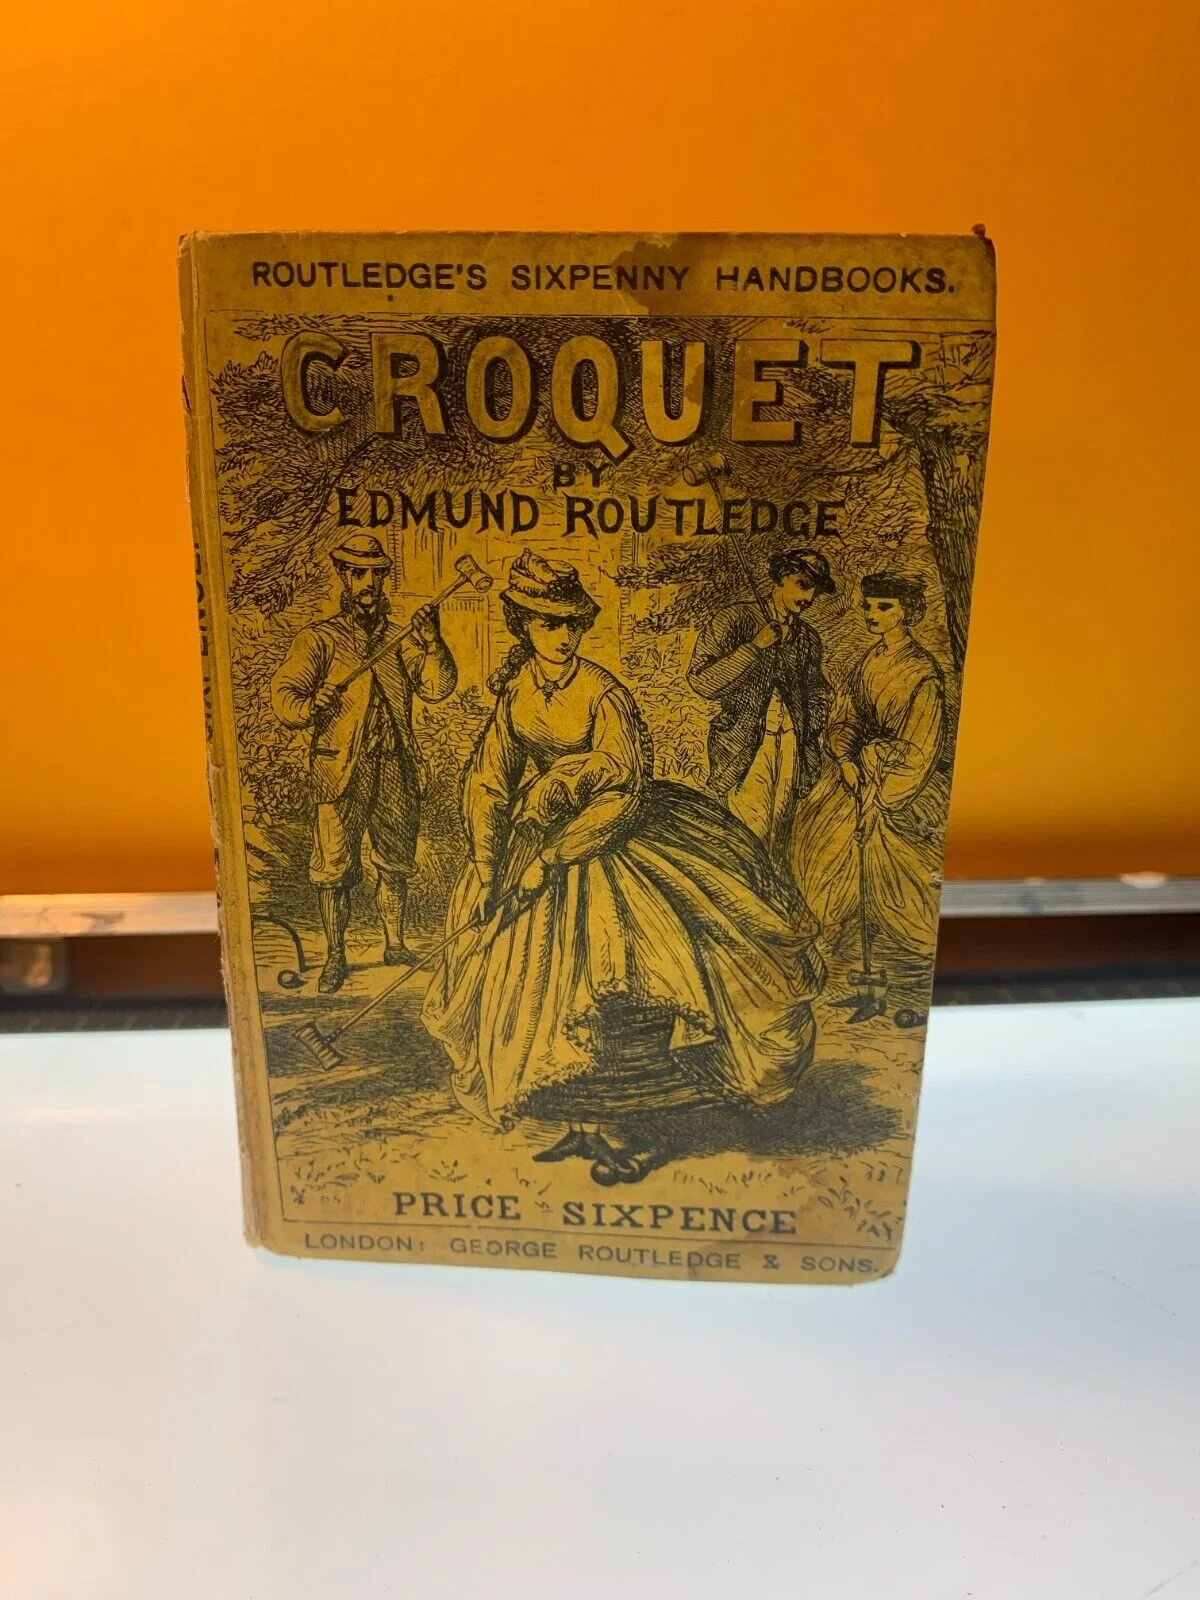 ROUTLEDGE'S SIXPENNY HANDBOOKS.
CROQUET
BY
EDMUND ROUTLEDGE
PRICE SIXPENCE
LONDON: GEORGE ROUTLEDGE & SONS.